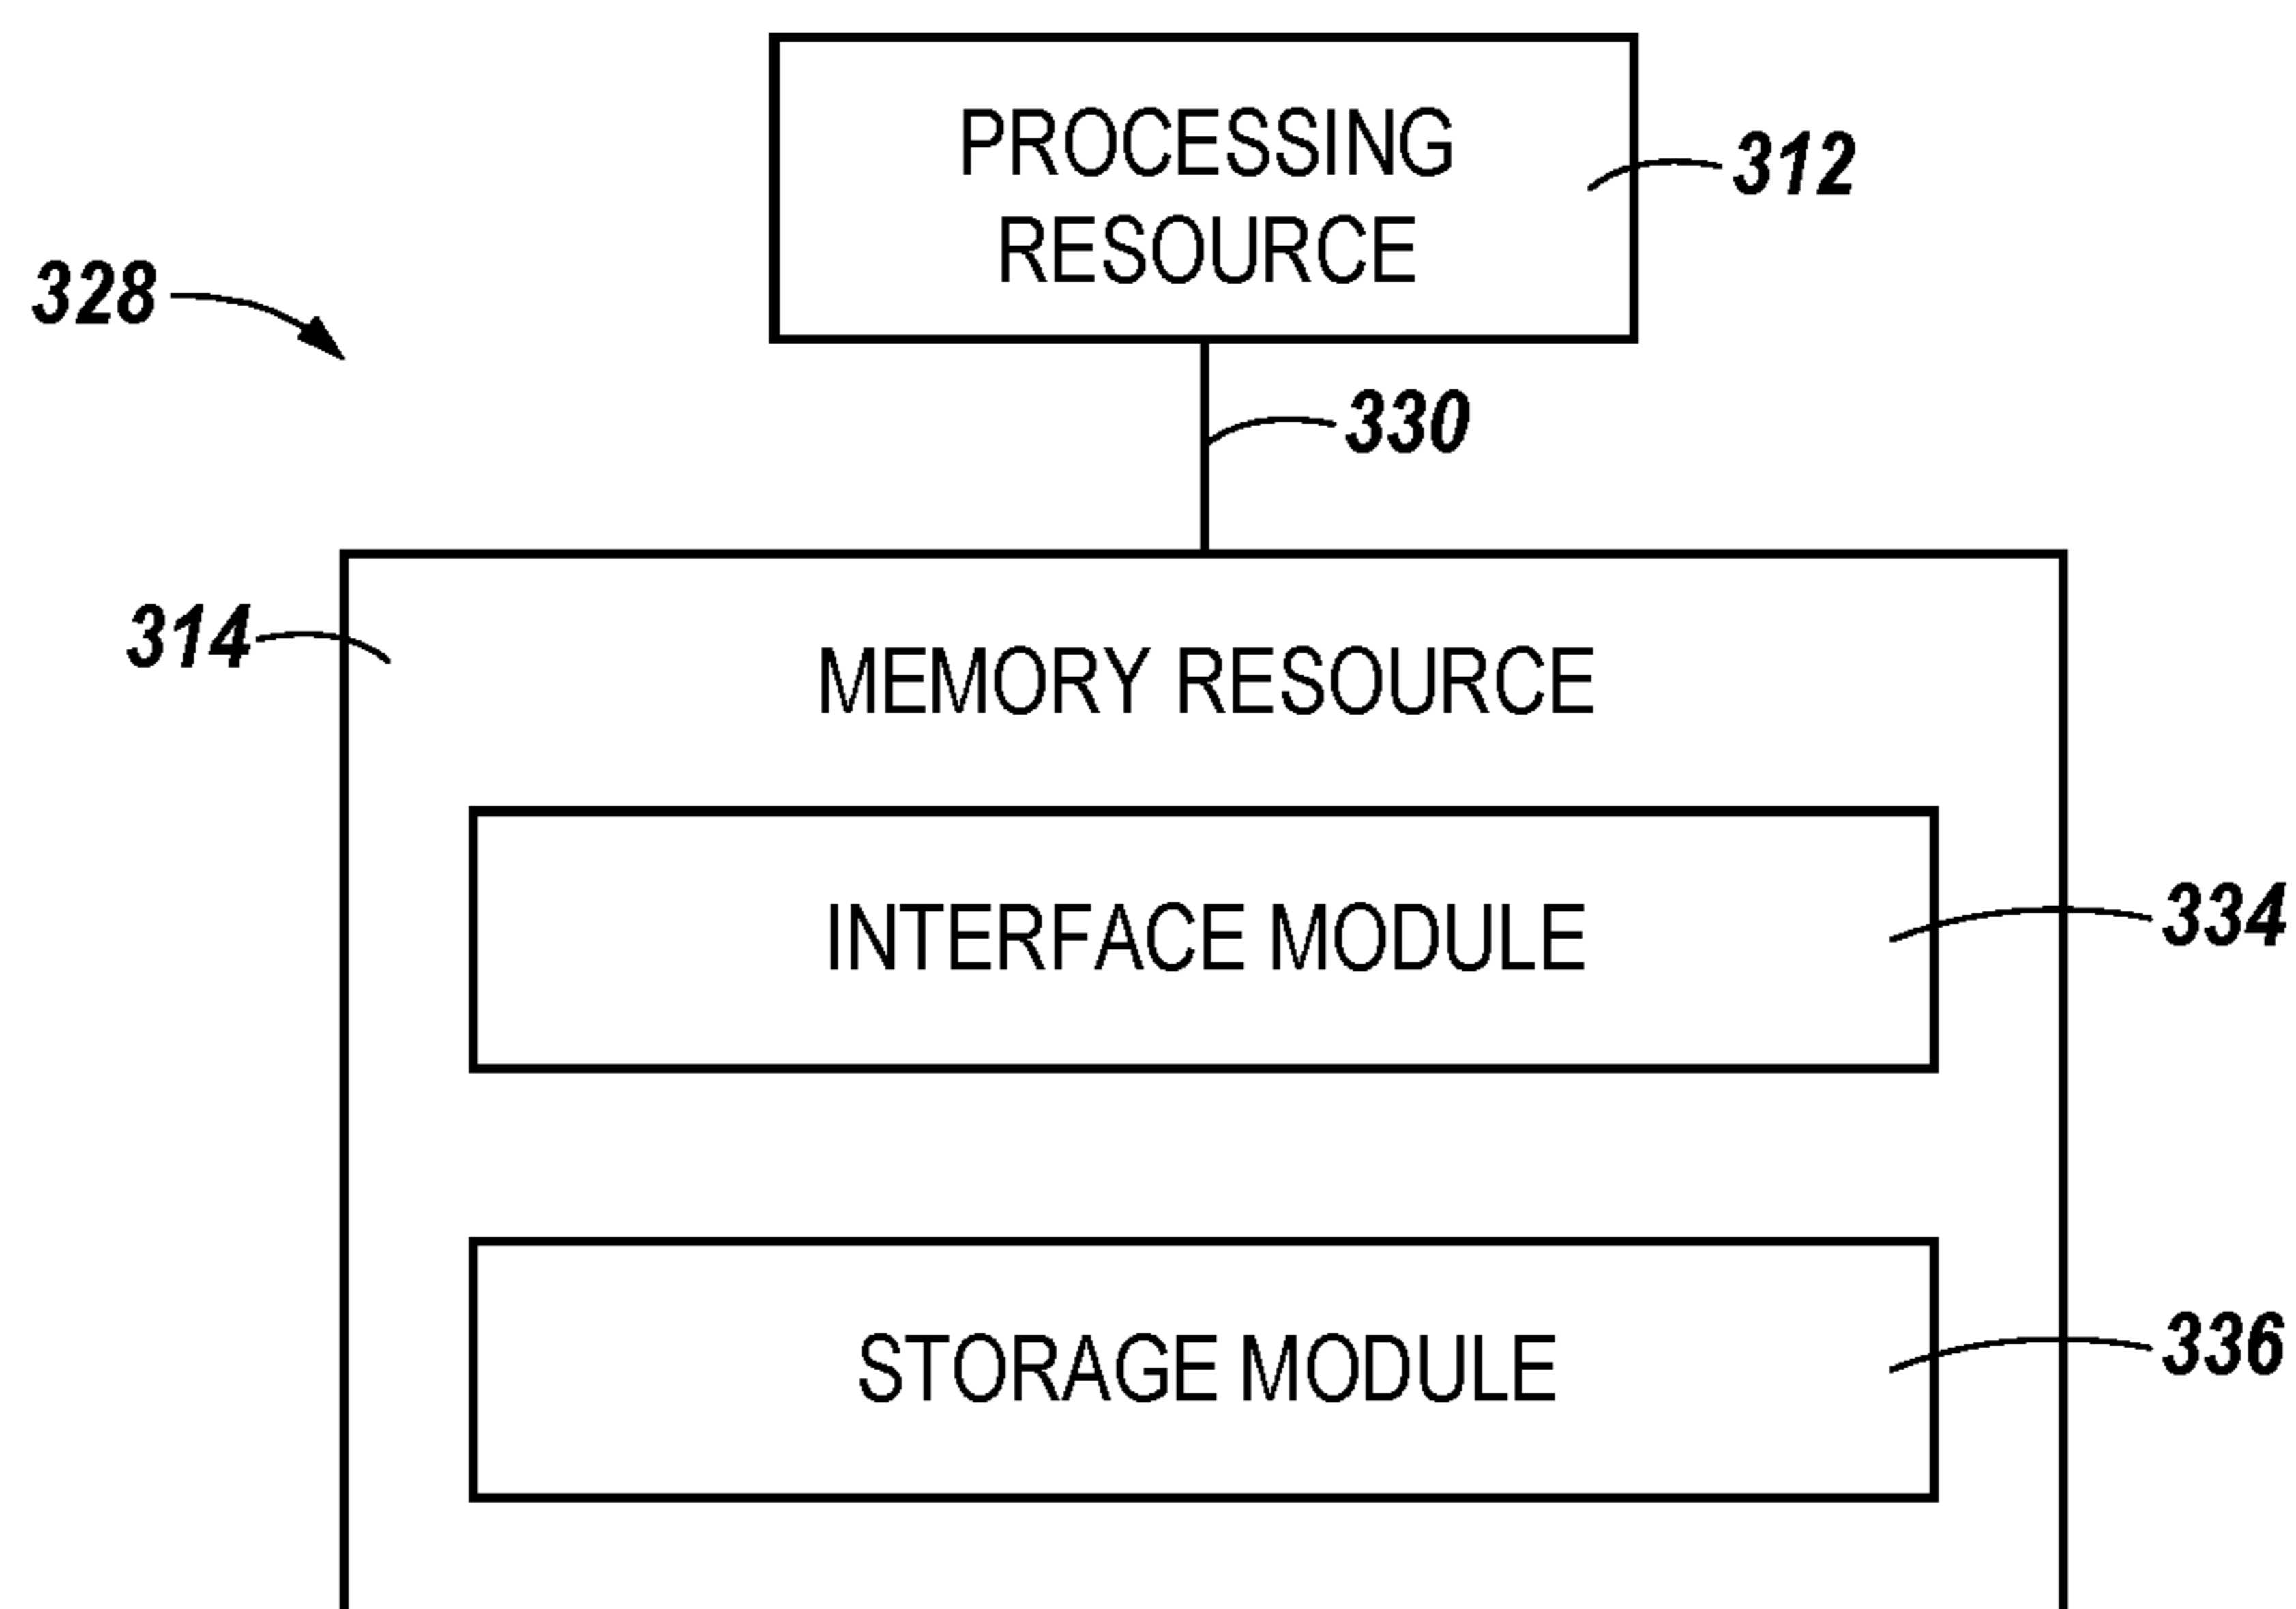 PROCESSING
RESOURCE
312
328
330
314
MEMORY RESOURCE
INTERFACE MODULE
334
STORAGE MODULE
336